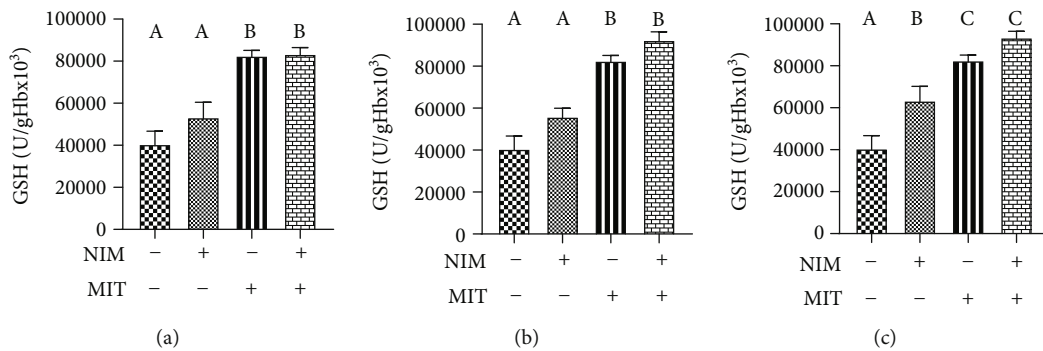 A A B B
100000
80000
60000
40000
20000
0
GSH (U/gHbx10³)
NIM − + − +
MIT − − + +
(a)
A A B B
100000
80000
60000
40000
20000
0
GSH (U/gHbx10³)
NIM − + − +
MIT − − + +
(b)
A B C C
100000
80000
60000
40000
20000
0
GSH (U/gHbx10³)
NIM − + − +
MIT − − + +
(c)